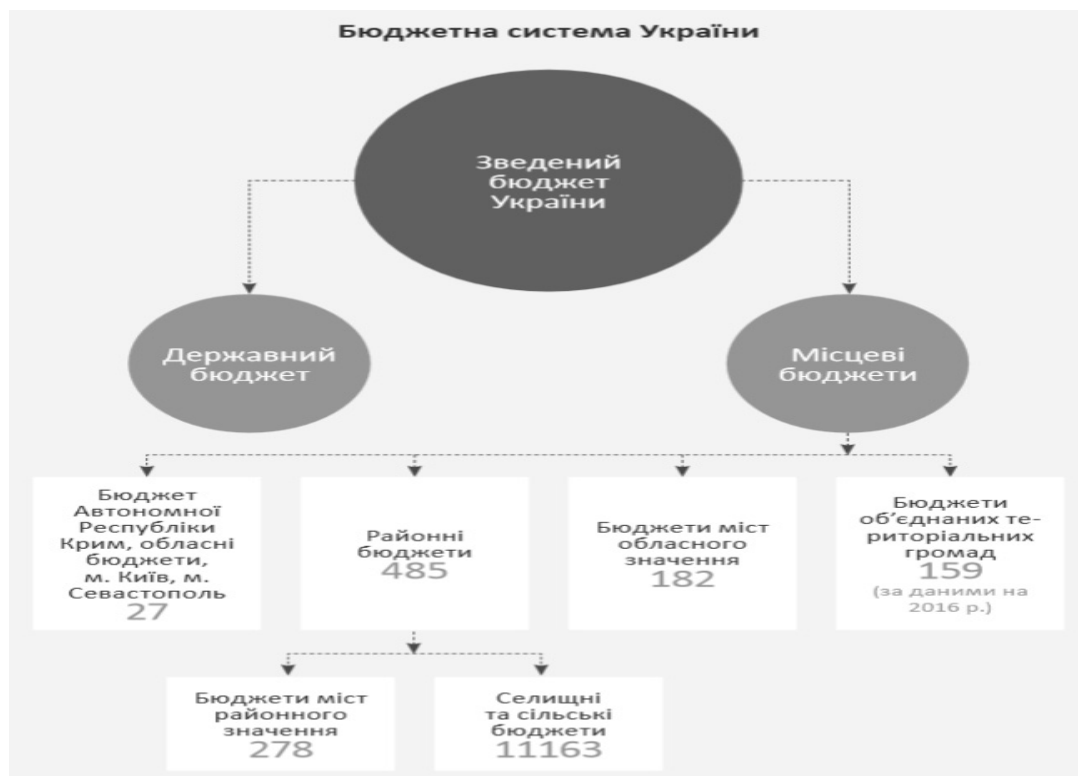 Бюджетна система України
Зведений
бюджет
України
Державний
бюджет
Місцеві
бюджети
Бюджет
Автономної
Республіки
Крим, обласні
бюджети,
м. Київ, м.
Севастополь
27
Районні
бюджети
485
Бюджети міст
обласного
значення
182
Бюджети
об’єднаних те-
риторіальних
громад
159
(за даними на
2016 р.)
Бюджети міст
районного
значення
278
Селищні
та сільські
бюджети
11163